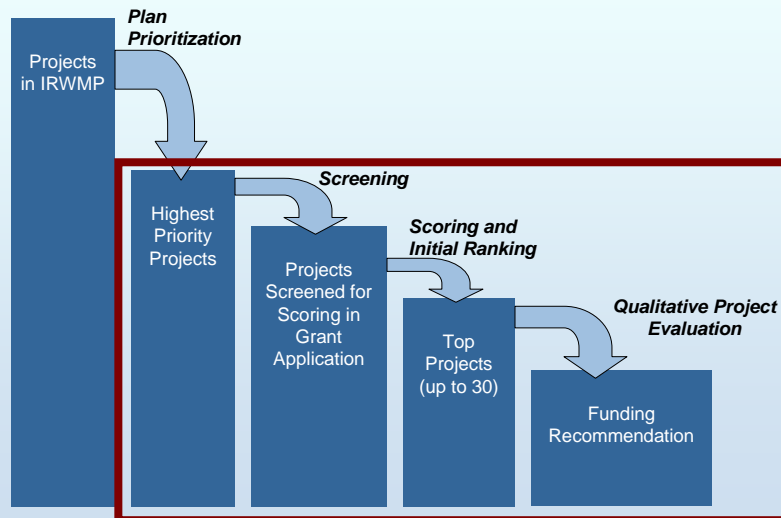 Plan
Prioritization
Projects
in IRWMP
Screening
Highest
Priority
Projects
Scoring and
Initial Ranking
Projects
Screened for
Scoring in
Grant
Application
Qualitative Project
Evaluation
Top
Projects
(up to 30)
Funding
Recommendation